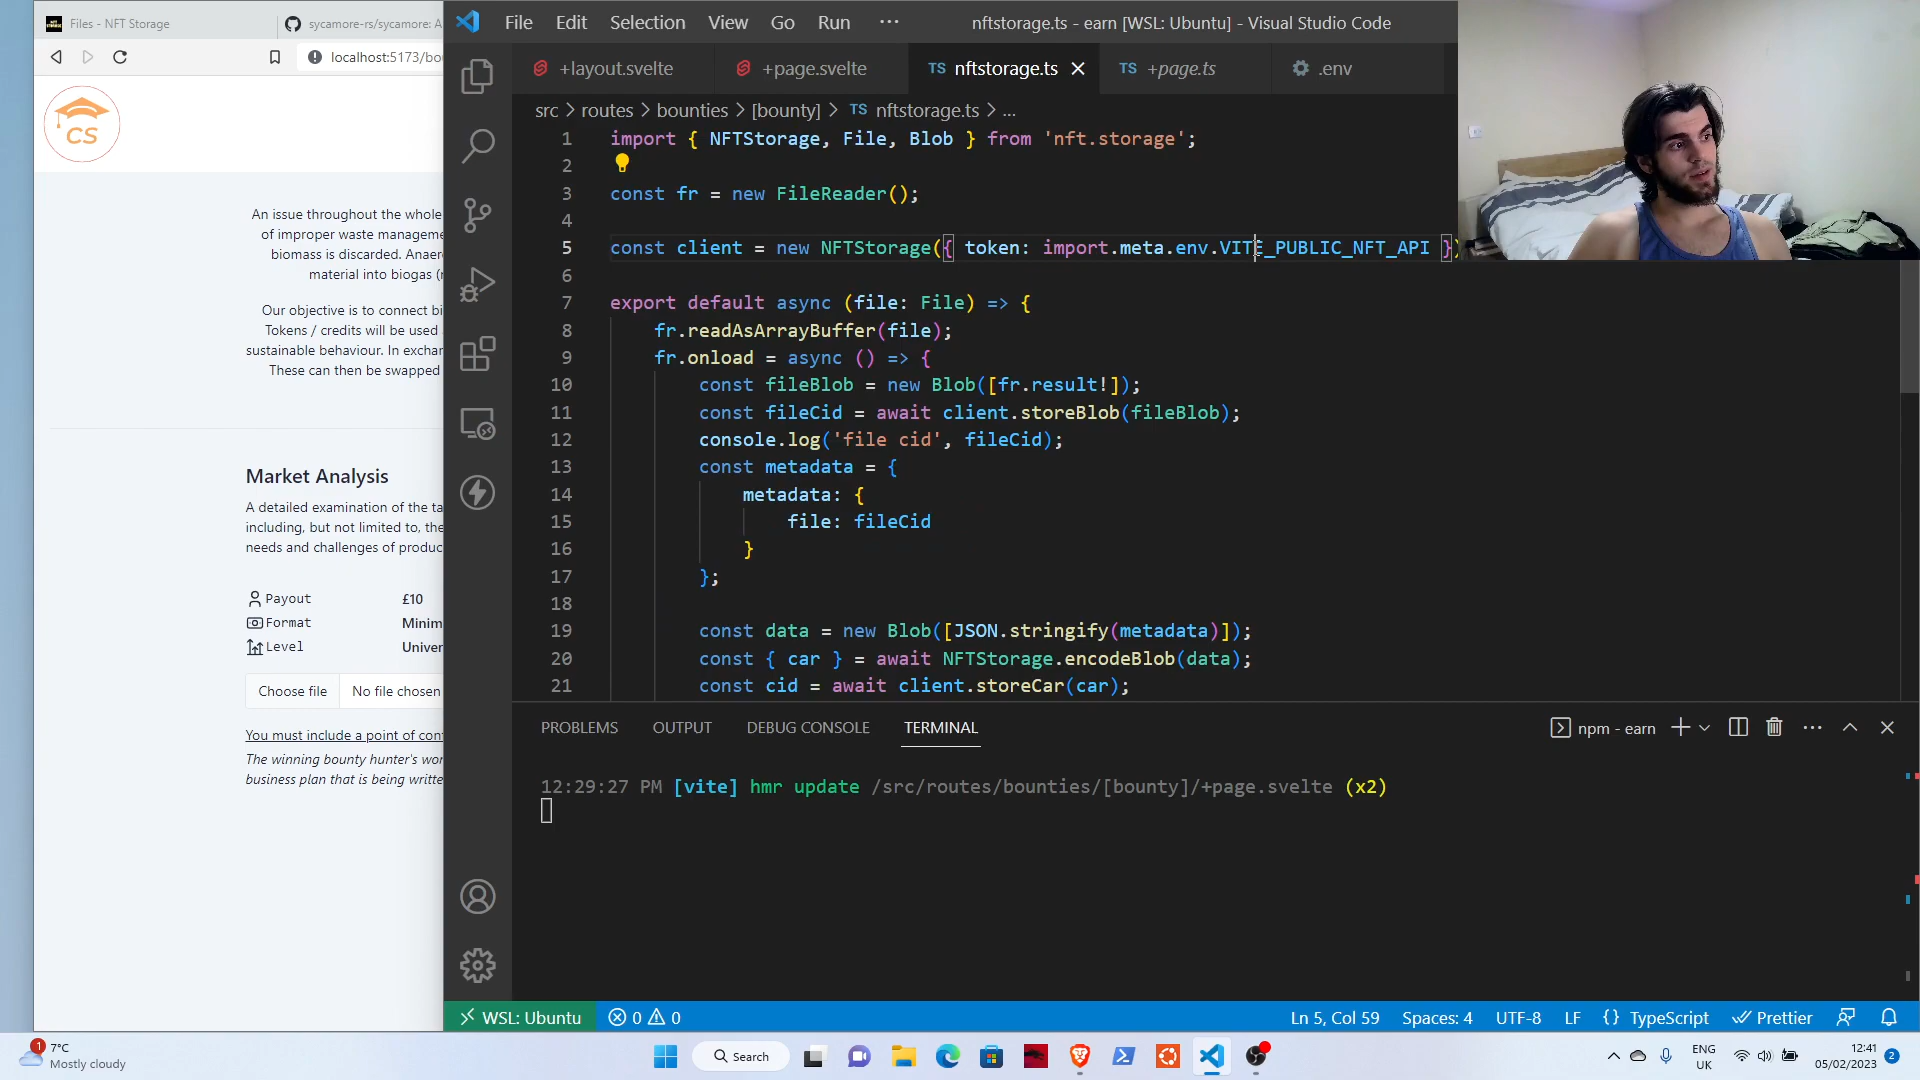 Files - NFT Storage
sycamore-rs/sycamore: A
localhost:5173/bou
CS
An issue throughout the whole
of improper waste manageme
biomass is discarded. Anaer
material into biogas (r
Our objective is to connect bi
Tokens / credits will be used
sustainable behaviour. In exchan
These can then be swapped
Market Analysis
A detailed examination of the ta
including, but not limited to, the
needs and challenges of produc
Payout £10
Format Minim
Level Univer
Choose file No file chosen
You must include a point of cont
The winning bounty hunter's wor
business plan that is being writte
File Edit Selection View Go Run ··· nftstorage.ts - earn [WSL: Ubuntu] - Visual Studio Code
+layout.svelte +page.svelte TS nftstorage.ts TS +page.ts .env
src > routes > bounties > [bounty] > TS nftstorage.ts > ...
1 import { NFTStorage, File, Blob } from 'nft.storage';
2
3 const fr = new FileReader();
4
5 const client = new NFTStorage({ token: import.meta.env.VITE_PUBLIC_NFT_API })
6
7 export default async (file: File) => {
8 fr.readAsArrayBuffer(file);
9 fr.onload = async () => {
10 const fileBlob = new Blob([fr.result!]);
11 const fileCid = await client.storeBlob(fileBlob);
12 console.log('file cid', fileCid);
13 const metadata = {
14 metadata: {
15 file: fileCid
16 }
17 };
18
19 const data = new Blob([JSON.stringify(metadata)]);
20 const { car } = await NFTStorage.encodeBlob(data);
21 const cid = await client.storeCar(car);
PROBLEMS OUTPUT DEBUG CONSOLE TERMINAL npm - earn
12:29:27 PM [vite] hmr update /src/routes/bounties/[bounty]/+page.svelte (x2)
WSL: Ubuntu 0 0 Ln 5, Col 59 Spaces: 4 UTF-8 LF {} TypeScript Prettier
1 7°C
Mostly cloudy
Search
ENG
UK
12:41
05/02/2023
2